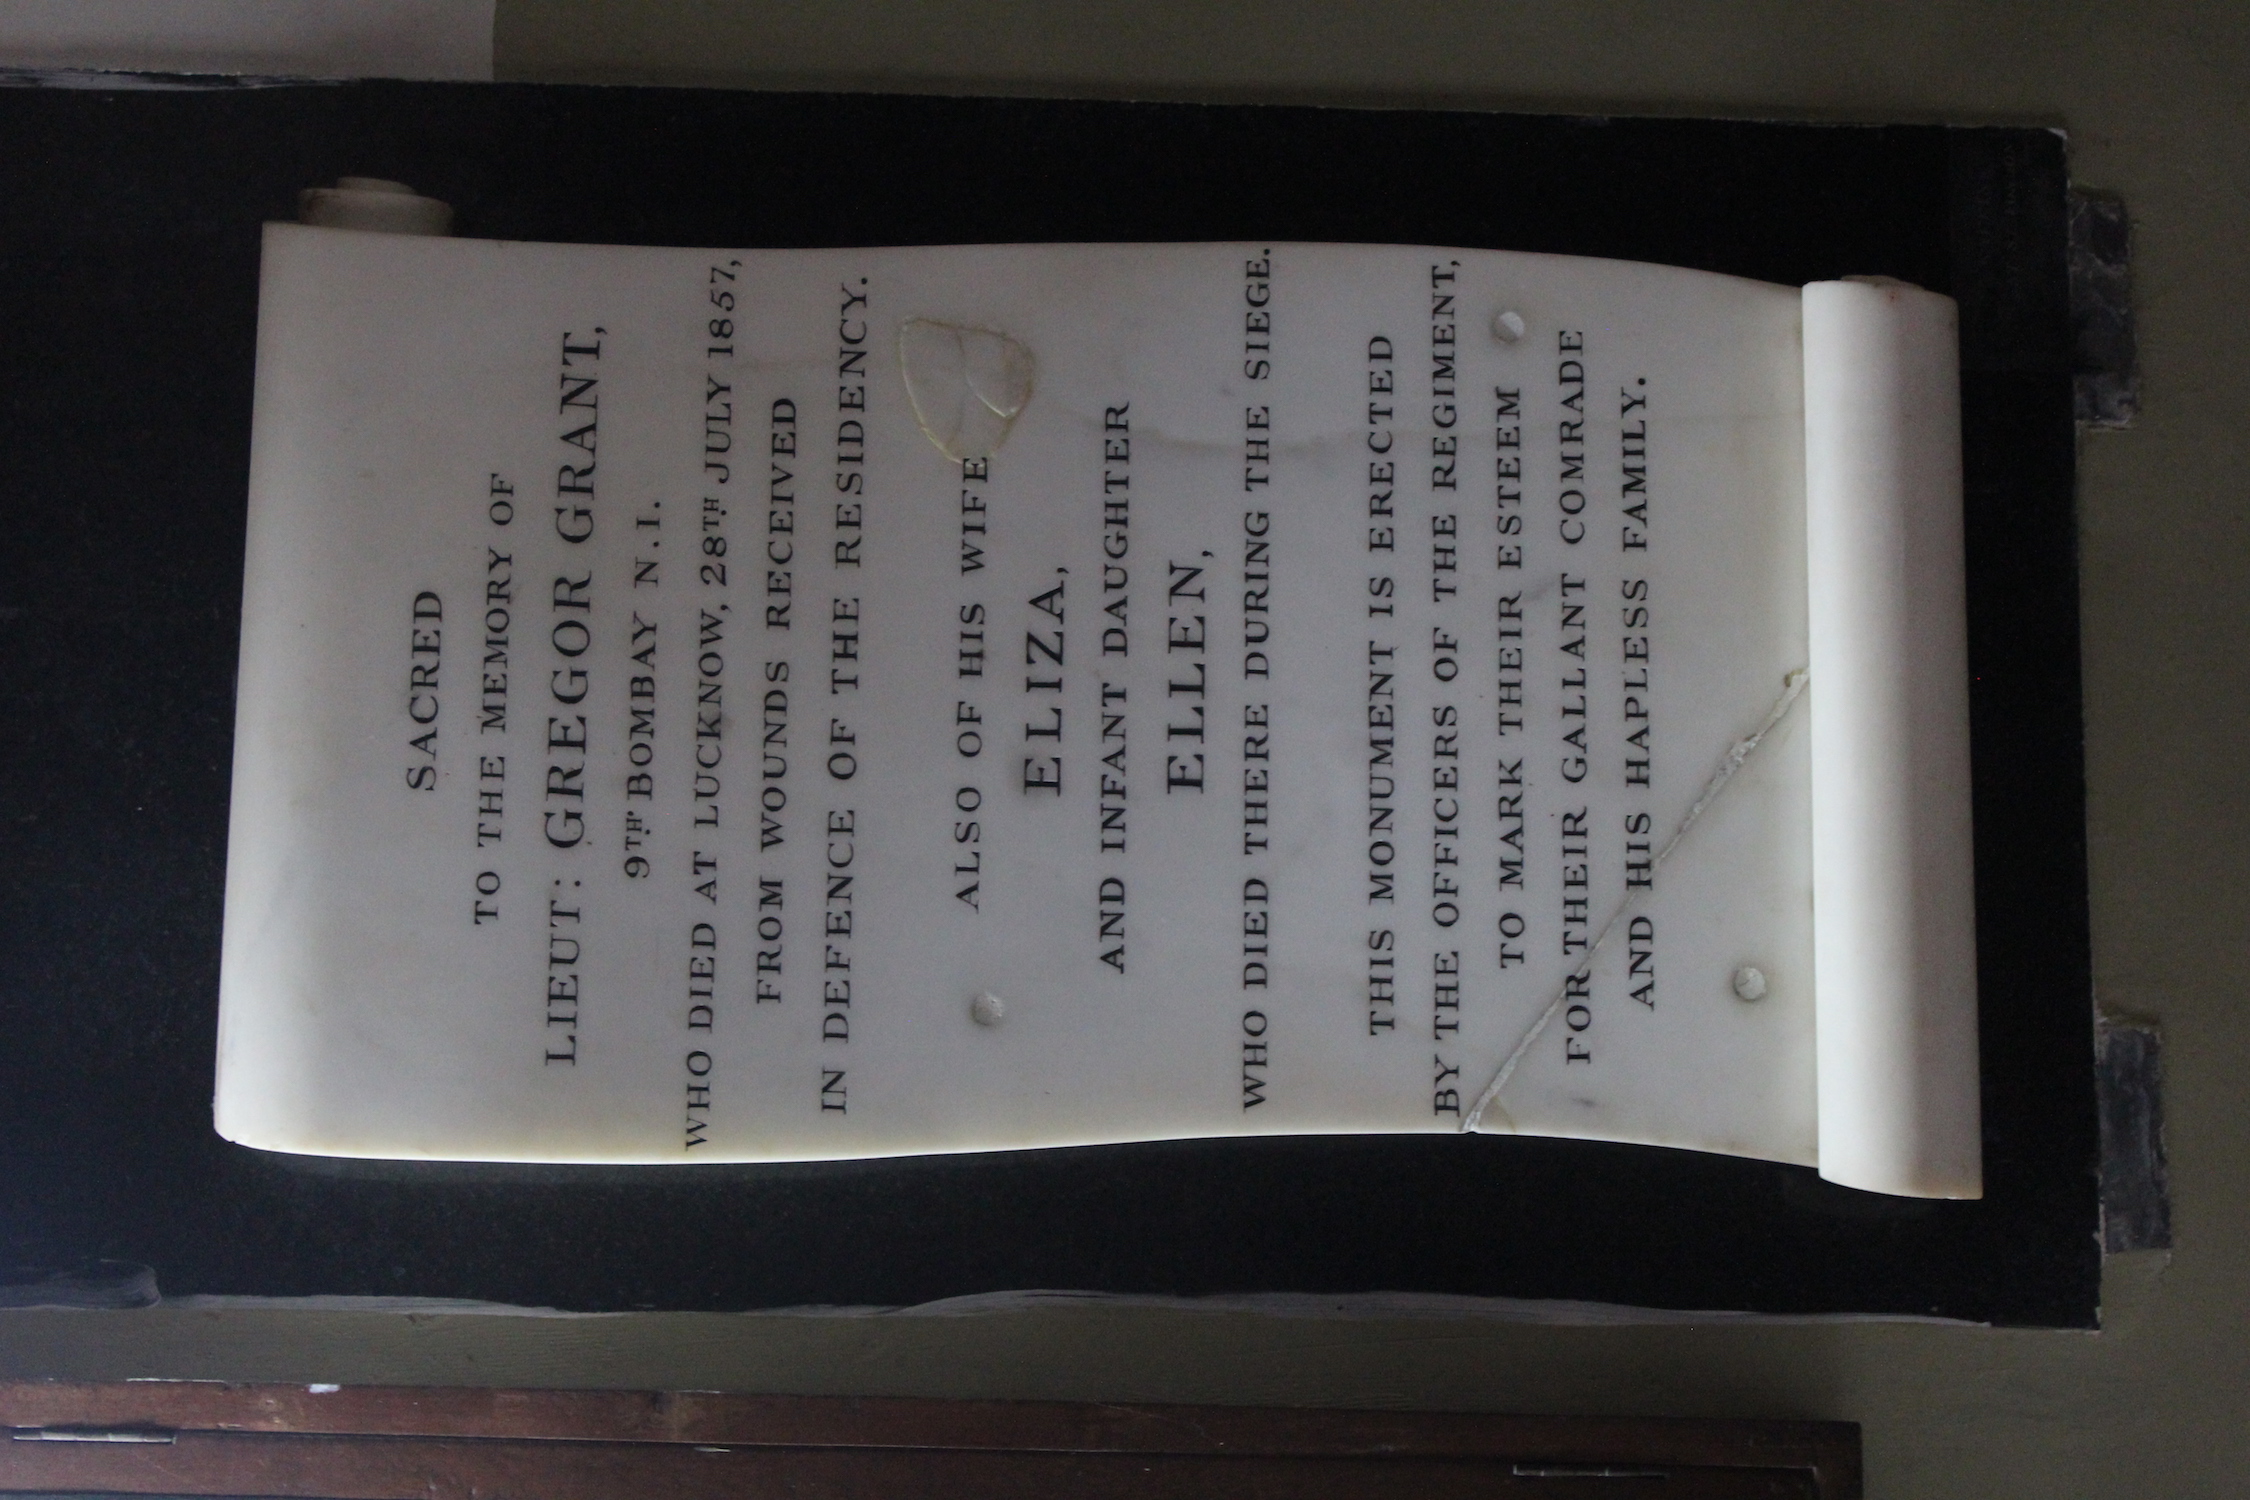 SACRED
TO THE MEMORY OF
LIEUT: GREGOR GRANT,
9TH BOMBAY N.I.
WHO DIED AT LUCKNOW, 28TH JULY 1857,
FROM WOUNDS RECEIVED
IN DEFENCE OF THE RESIDENCY.
ALSO OF HIS WIFE
ELIZA,
AND INFANT DAUGHTER
ELLEN,
WHO DIED THERE DURING THE SIEGE.
THIS MONUMENT IS ERECTED
BY THE OFFICERS OF THE REGIMENT,
TO MARK THEIR ESTEEM
FOR THEIR GALLANT COMRADE
AND HIS HAPLESS FAMILY.